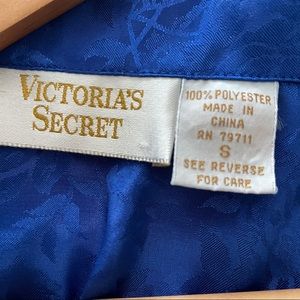 VICTORIA'S
SECRET
100% POLYESTER
MADE IN
CHINA
RN 79711
S
SEE REVERSE
FOR CARE